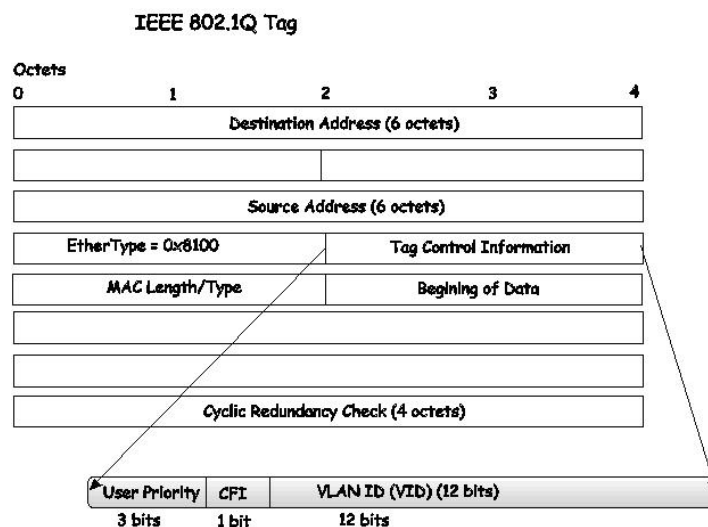 IEEE 802.1Q Tag
Octets
0 1 2 3 4
Destination Address (6 octets)
Source Address (6 octets)
EtherType = 0x8100 Tag Control Information
MAC Length/Type Begining of Data
Cyclic Redundancy Check (4 octets)
User Priority CFI VLAN ID (VID) (12 bits)
3 bits 1 bit 12 bits